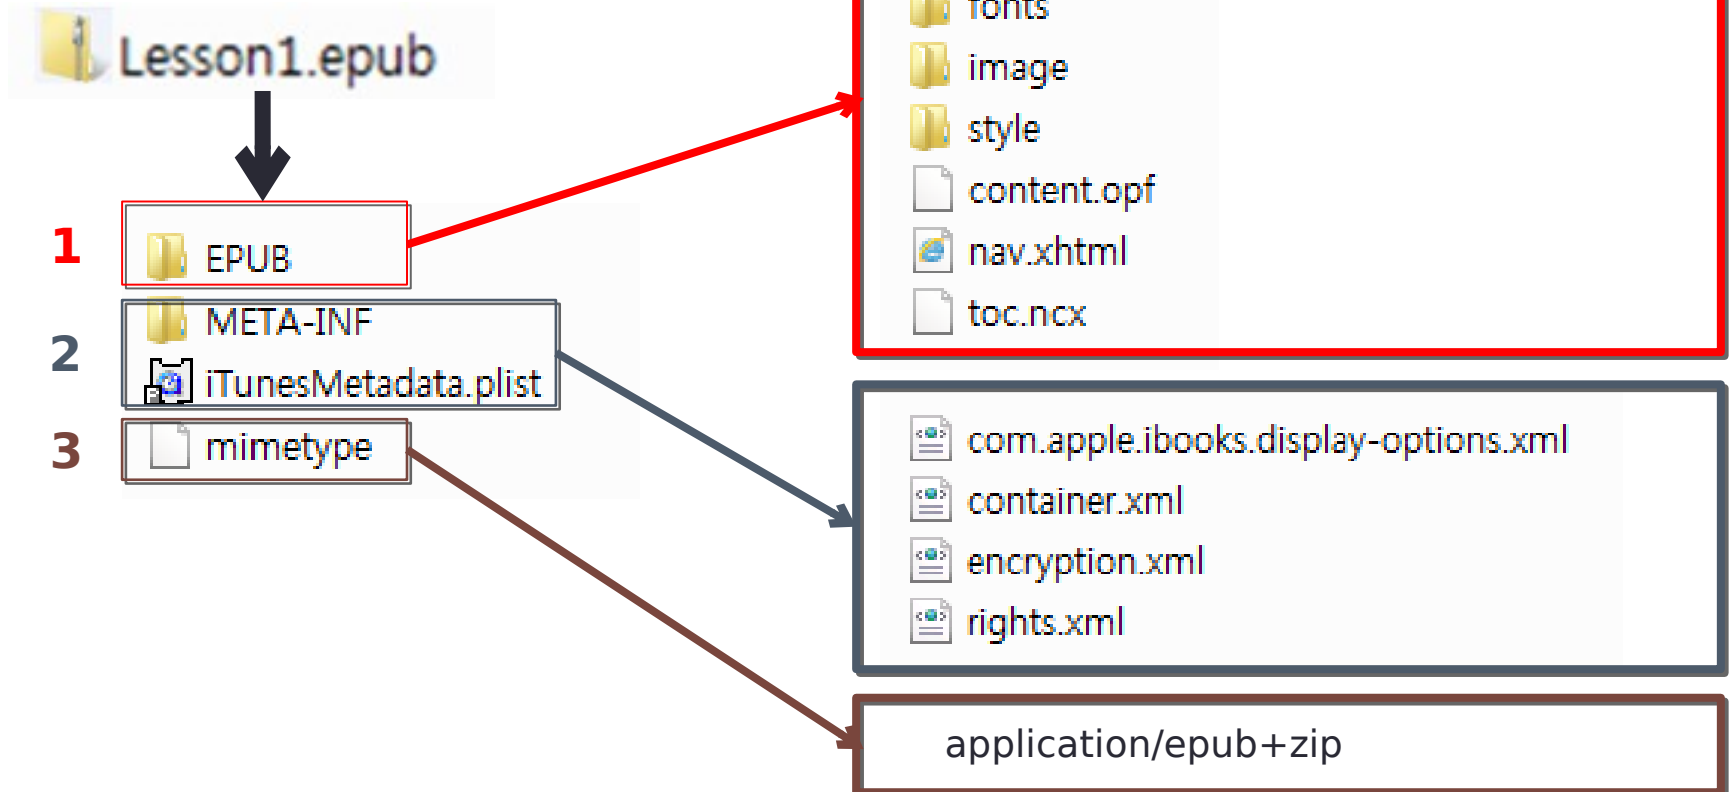 Lesson1.epub
1
EPUB
2
META-INF
iTunesMetadata.plist
3
mimetype
fonts
image
style
content.opf
nav.xhtml
toc.ncx
com.apple.ibooks.display-options.xml
container.xml
encryption.xml
rights.xml
application/epub+zip